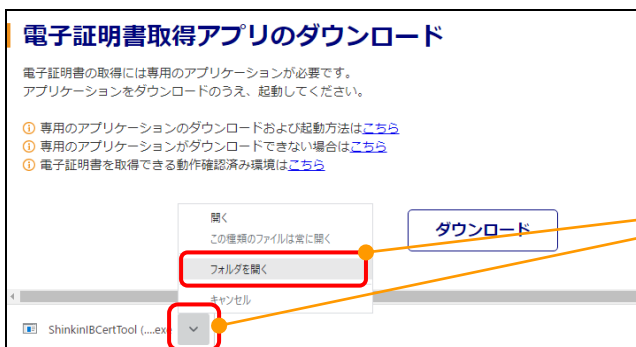 電子証明書取得アプリのダウンロード
電子証明書の取得には専用のアプリケーションが必要です。
アプリケーションをダウンロードのうえ、起動してください。
専用のアプリケーションのダウンロードおよび起動方法はこちら
専用のアプリケーションがダウンロードできない場合はこちら
電子証明書を取得できる動作確認済み環境はこちら
開く
この種類のファイルは常に開く
フォルダを開く
キャンセル
ダウンロード
ShinkinIBCertTool (....exe